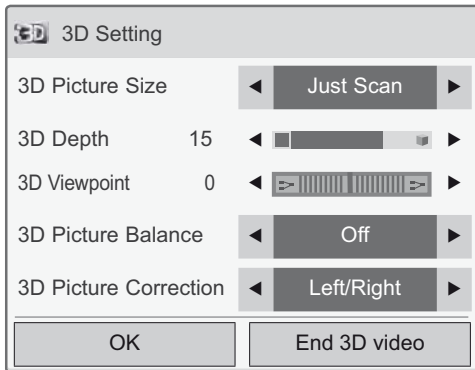 3D 3D Setting
3D Picture Size Just Scan
3D Depth 15
3D Viewpoint 0
3D Picture Balance Off
3D Picture Correction Left/Right
OK End 3D video